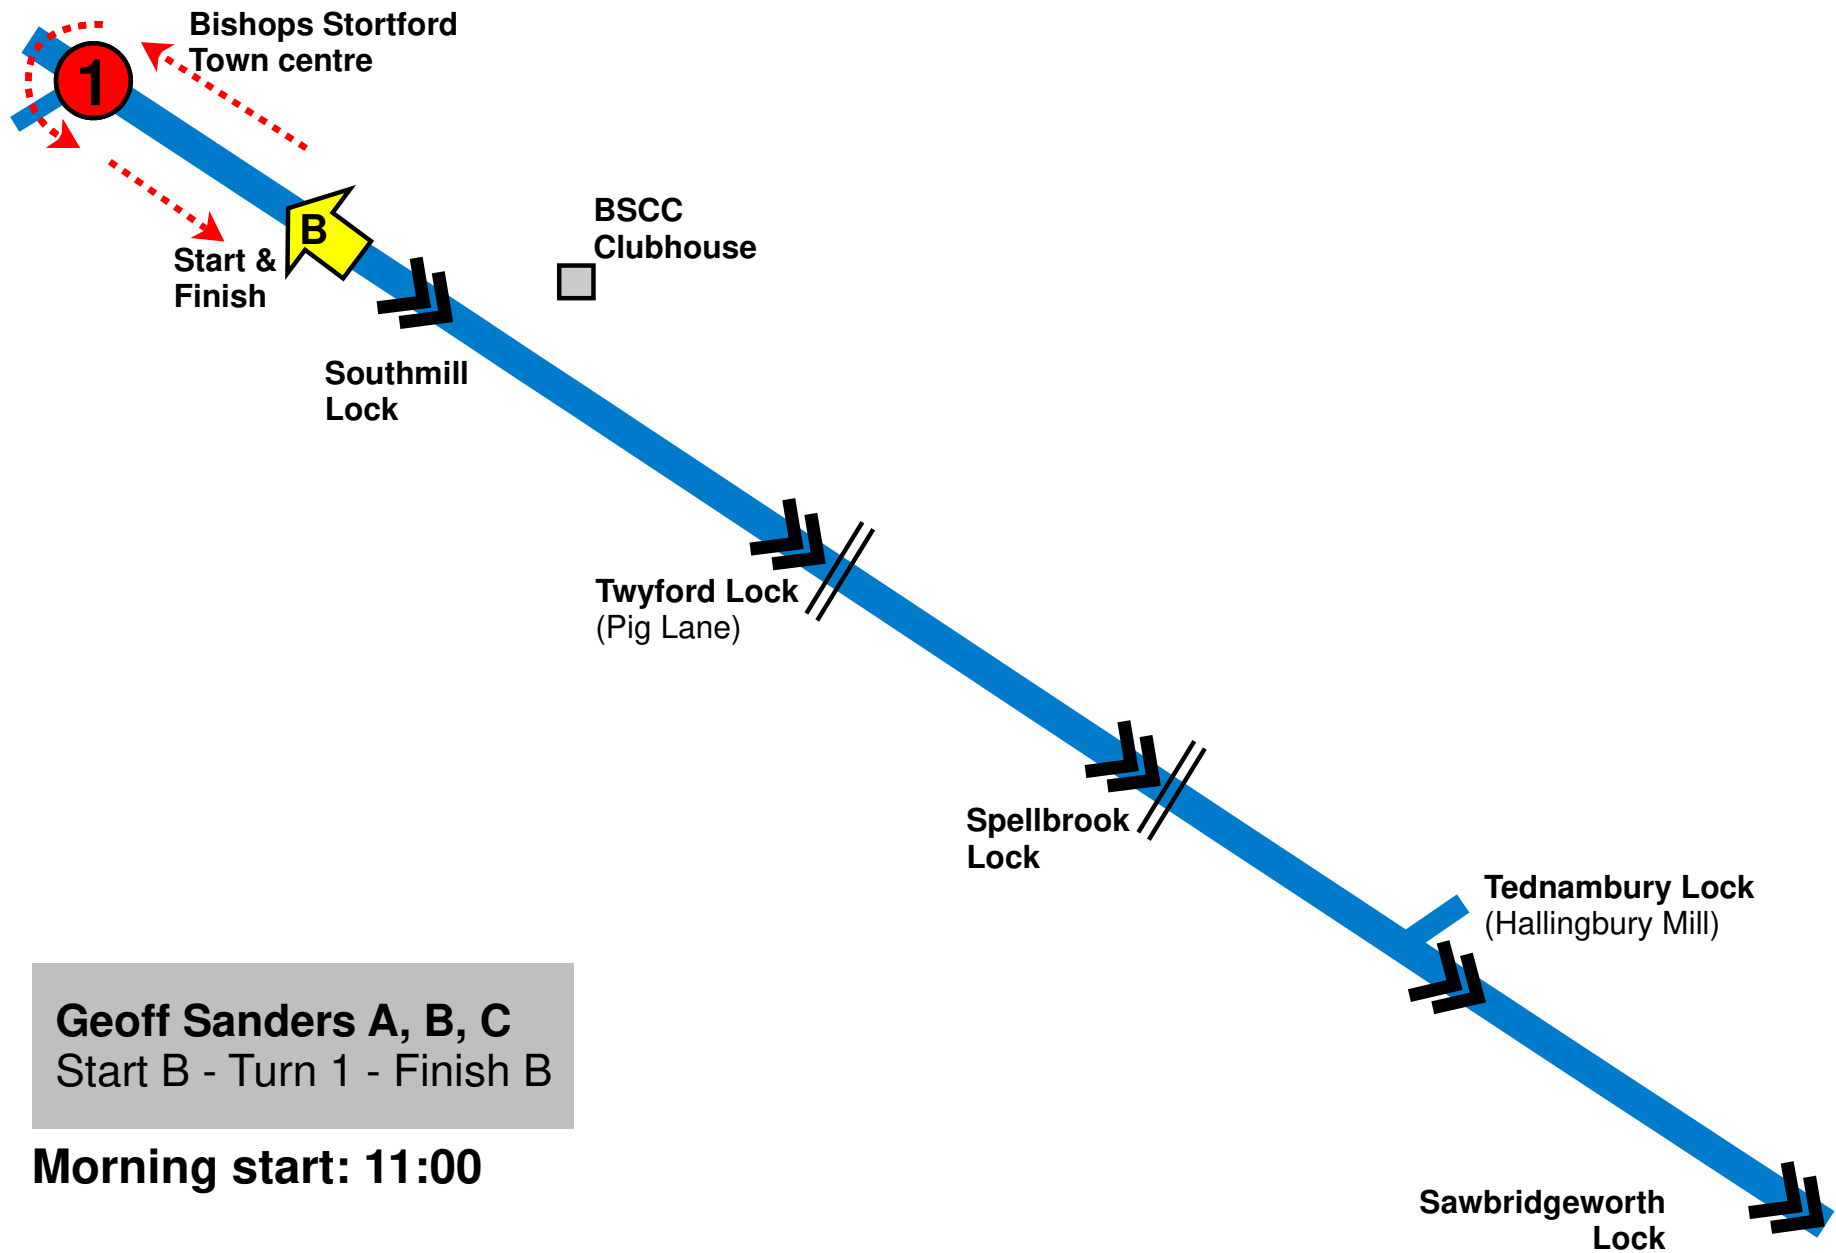 Bishops Stortford
Town centre
1
B
Start &
Finish
BSCC
Clubhouse
Southmill
Lock
Twyford Lock
(Pig Lane)
Spellbrook
Lock
Tednambury Lock
(Hallingbury Mill)
Geoff Sanders A, B, C
Start B - Turn 1 - Finish B
Morning start: 11:00
Sawbridgeworth
Lock